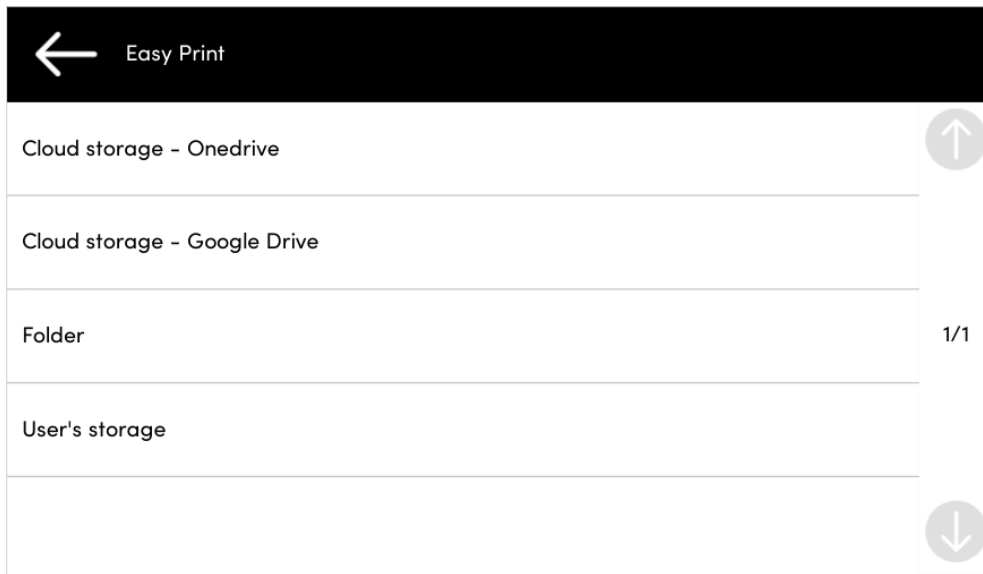 Easy Print
Cloud storage - Onedrive
Cloud storage - Google Drive
Folder
1/1
User's storage